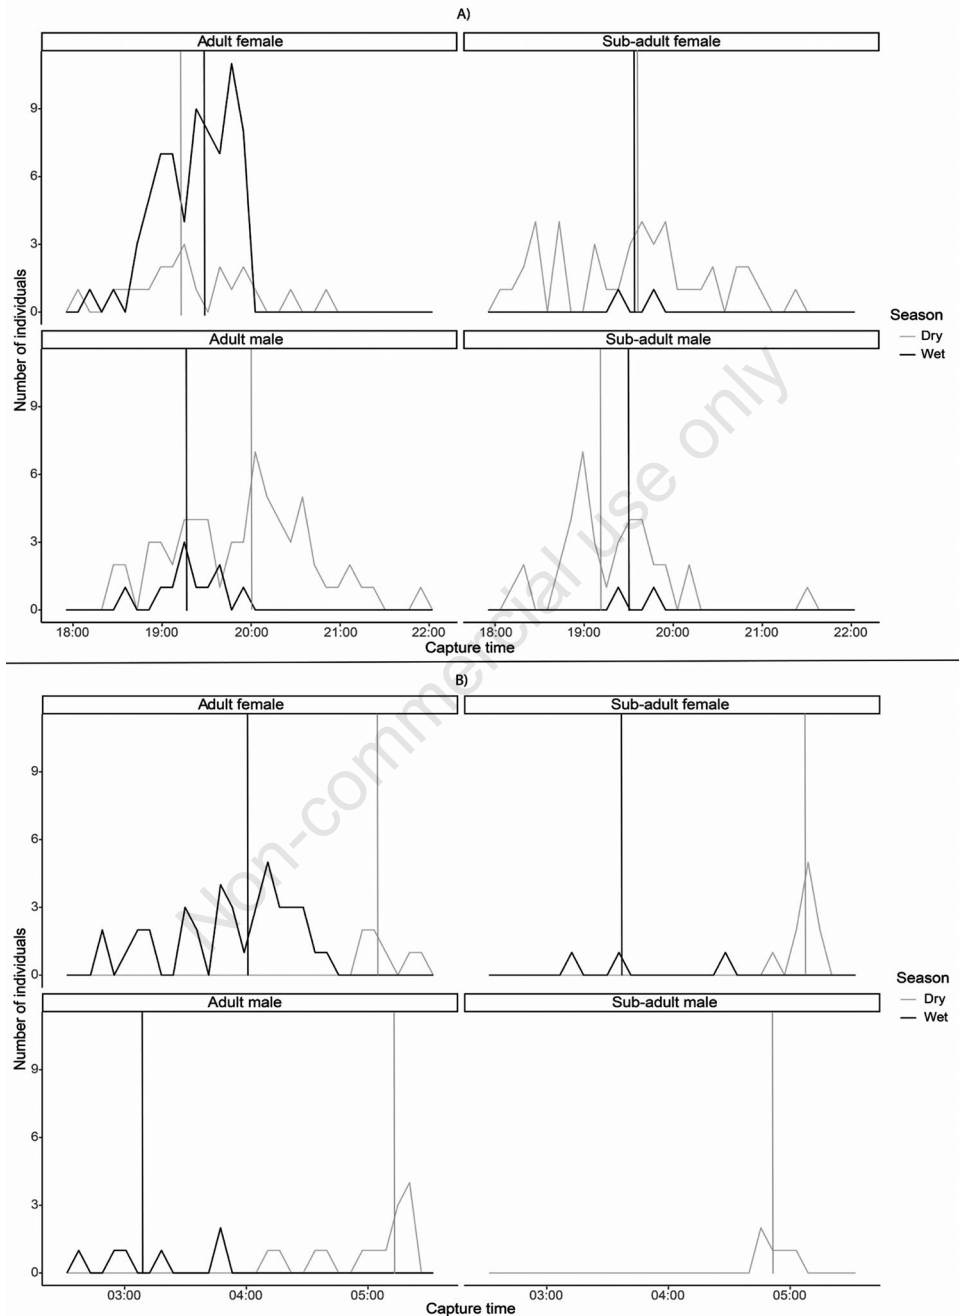 A)
Adult female
Sub-adult female
9
6
3
0
Adult male
Sub-adult male
9
6
3
0
18:00 19:00 20:00 21:00 22:00
18:00 19:00 20:00 21:00 22:00
Number of individuals
Capture time
Season
Dry
Wet
Non-commercial use only
B)
Adult female
Sub-adult female
9
6
3
0
Adult male
Sub-adult male
9
6
3
0
03:00 04:00 05:00
03:00 04:00 05:00
Number of individuals
Capture time
Season
Dry
Wet